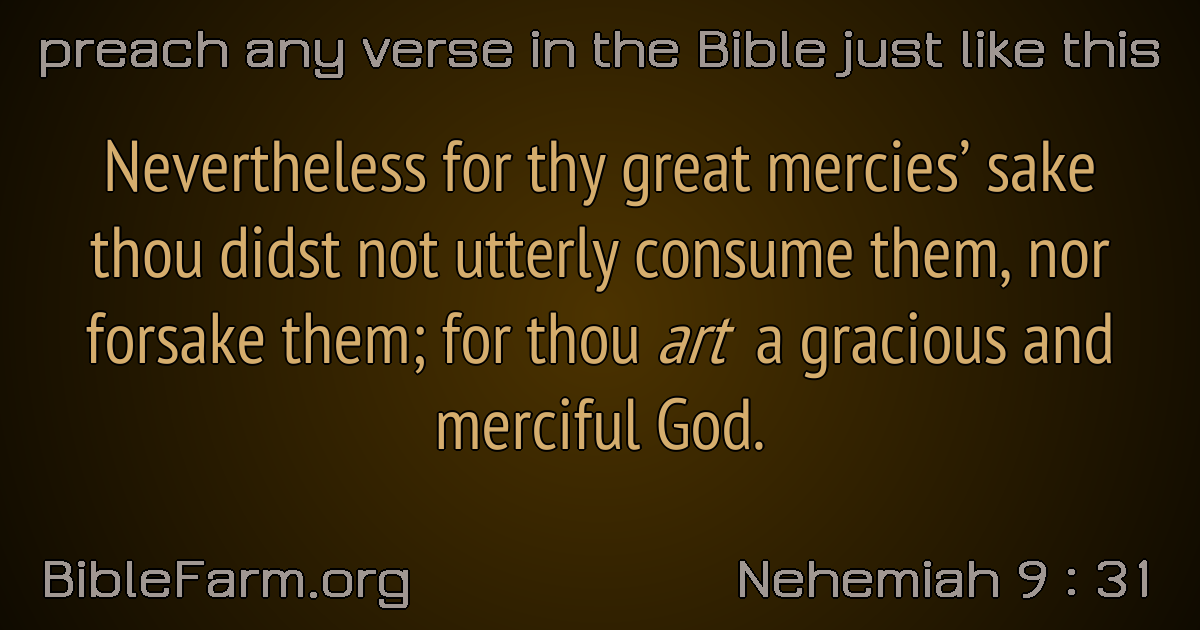 preach any verse in the Bible just like this
Nevertheless for thy great mercies’ sake
thou didst not utterly consume them, nor
forsake them; for thou art a gracious and
merciful God.
BibleFarm.org
Nehemiah 9 : 31